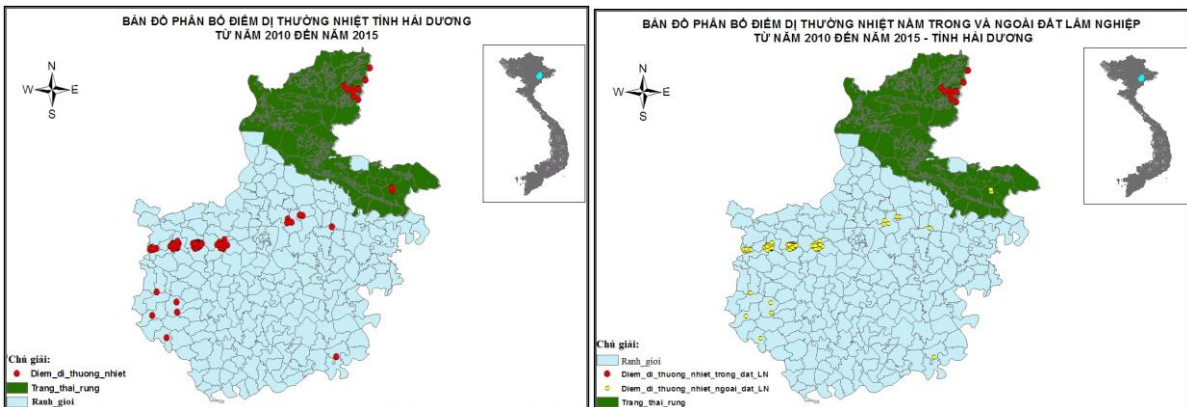 BẢN ĐỒ PHÂN BỐ ĐIỂM DỊ THƯỜNG NHIỆT TỈNH HẢI DƯƠNG
TỪ NĂM 2010 ĐẾN NĂM 2015
N
W E
S
Chú giải:
Diem_di_thuong_nhiet
Trang_thai_rung
Ranh_gioi
BẢN ĐỒ PHÂN BỐ ĐIỂM DỊ THƯỜNG NHIỆT NẰM TRONG VÀ NGOÀI ĐẤT LÂM NGHIỆP
TỪ NĂM 2010 ĐẾN NĂM 2015 - TỈNH HẢI DƯƠNG
N
W E
S
Chú giải:
Ranh_gioi
Diem_di_thuong_nhiet_trong_dat_LN
Diem_di_thuong_nhiet_ngoai_dat_LN
Trang_thai_rung